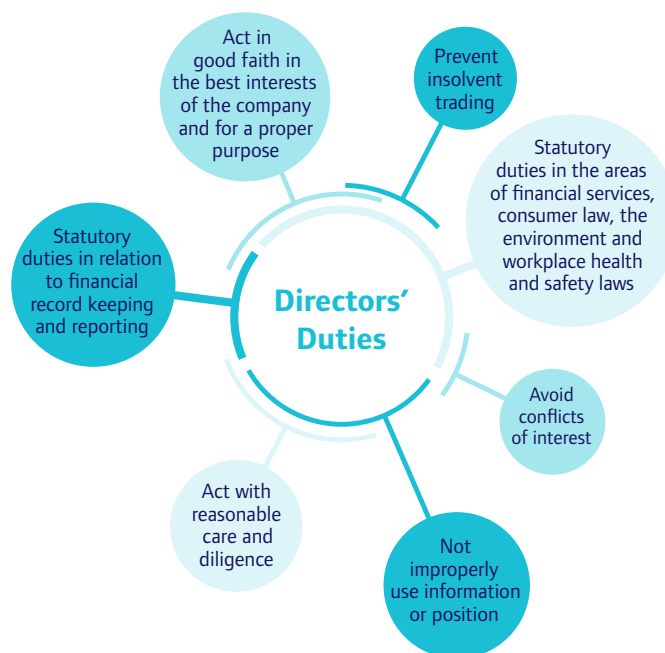 Act in
good faith in
the best interests
of the company
and for a proper
purpose
Prevent
insolvent
trading
Statutory
duties in the areas
of financial services,
consumer law, the
environment and
workplace health
and safety laws
Statutory
duties in relation
to financial
record keeping
and reporting
Directors’
Duties
Avoid
conflicts
of interest
Act with
reasonable
care and
diligence
Not
improperly
use information
or position